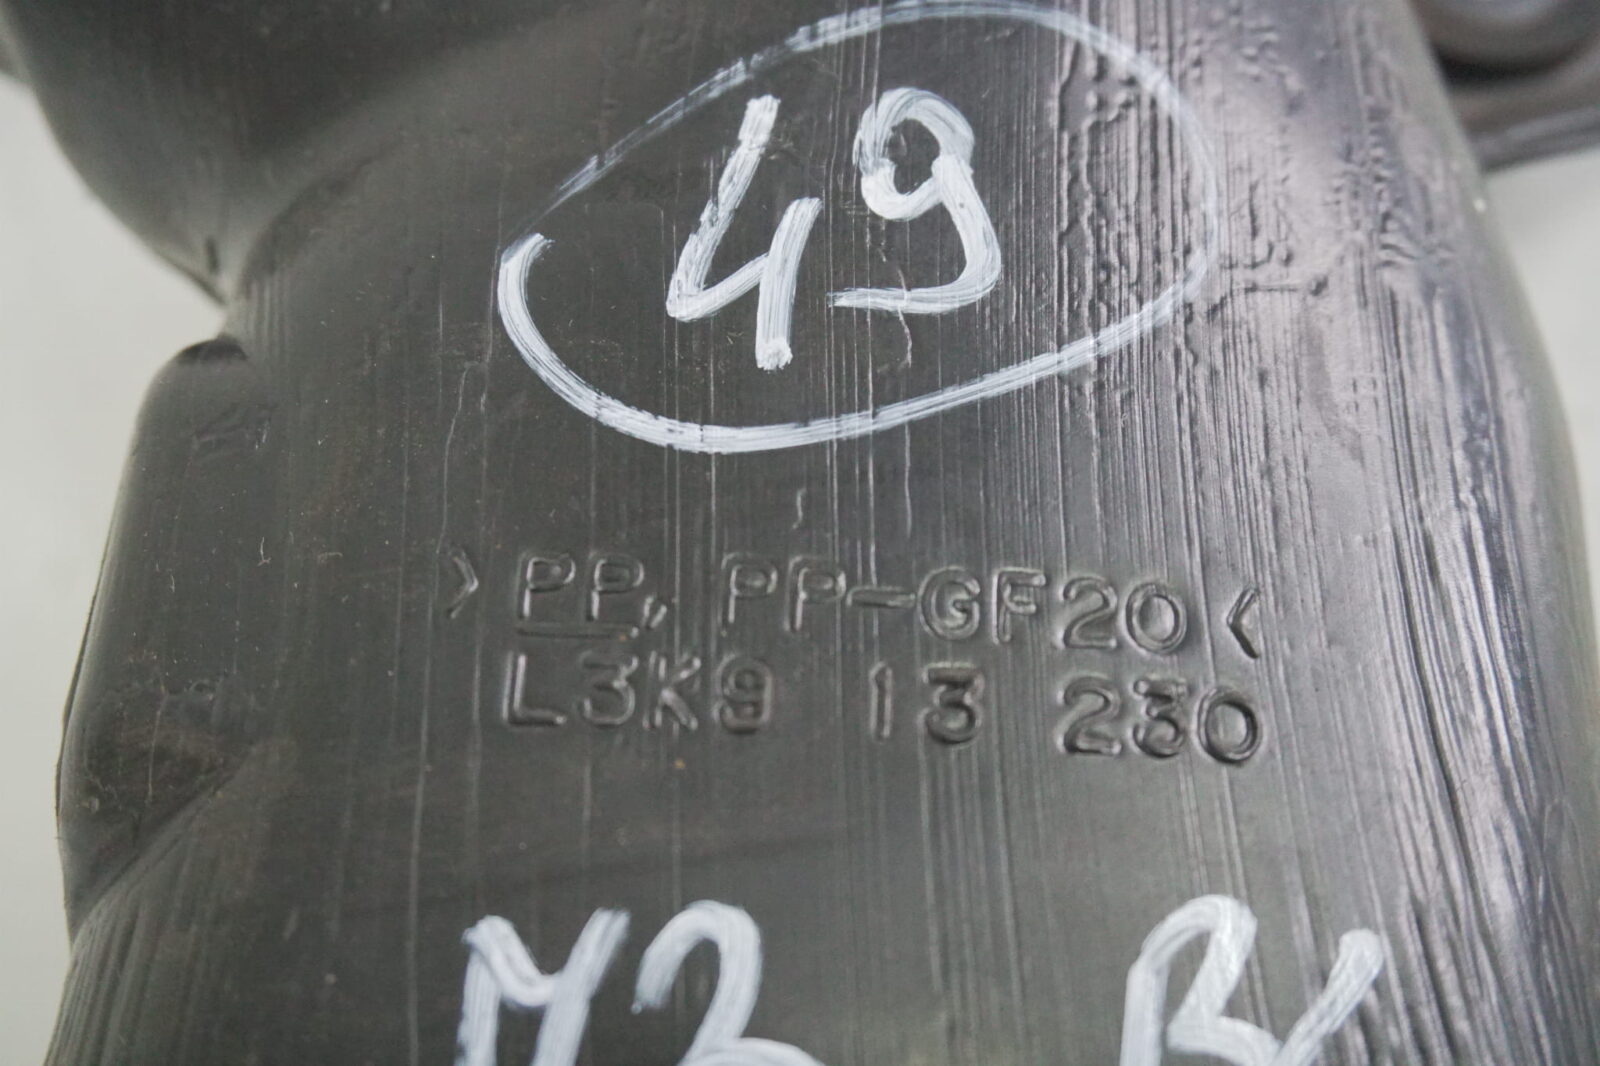 49
>PP, PP-GF20<
L3K9 13 230